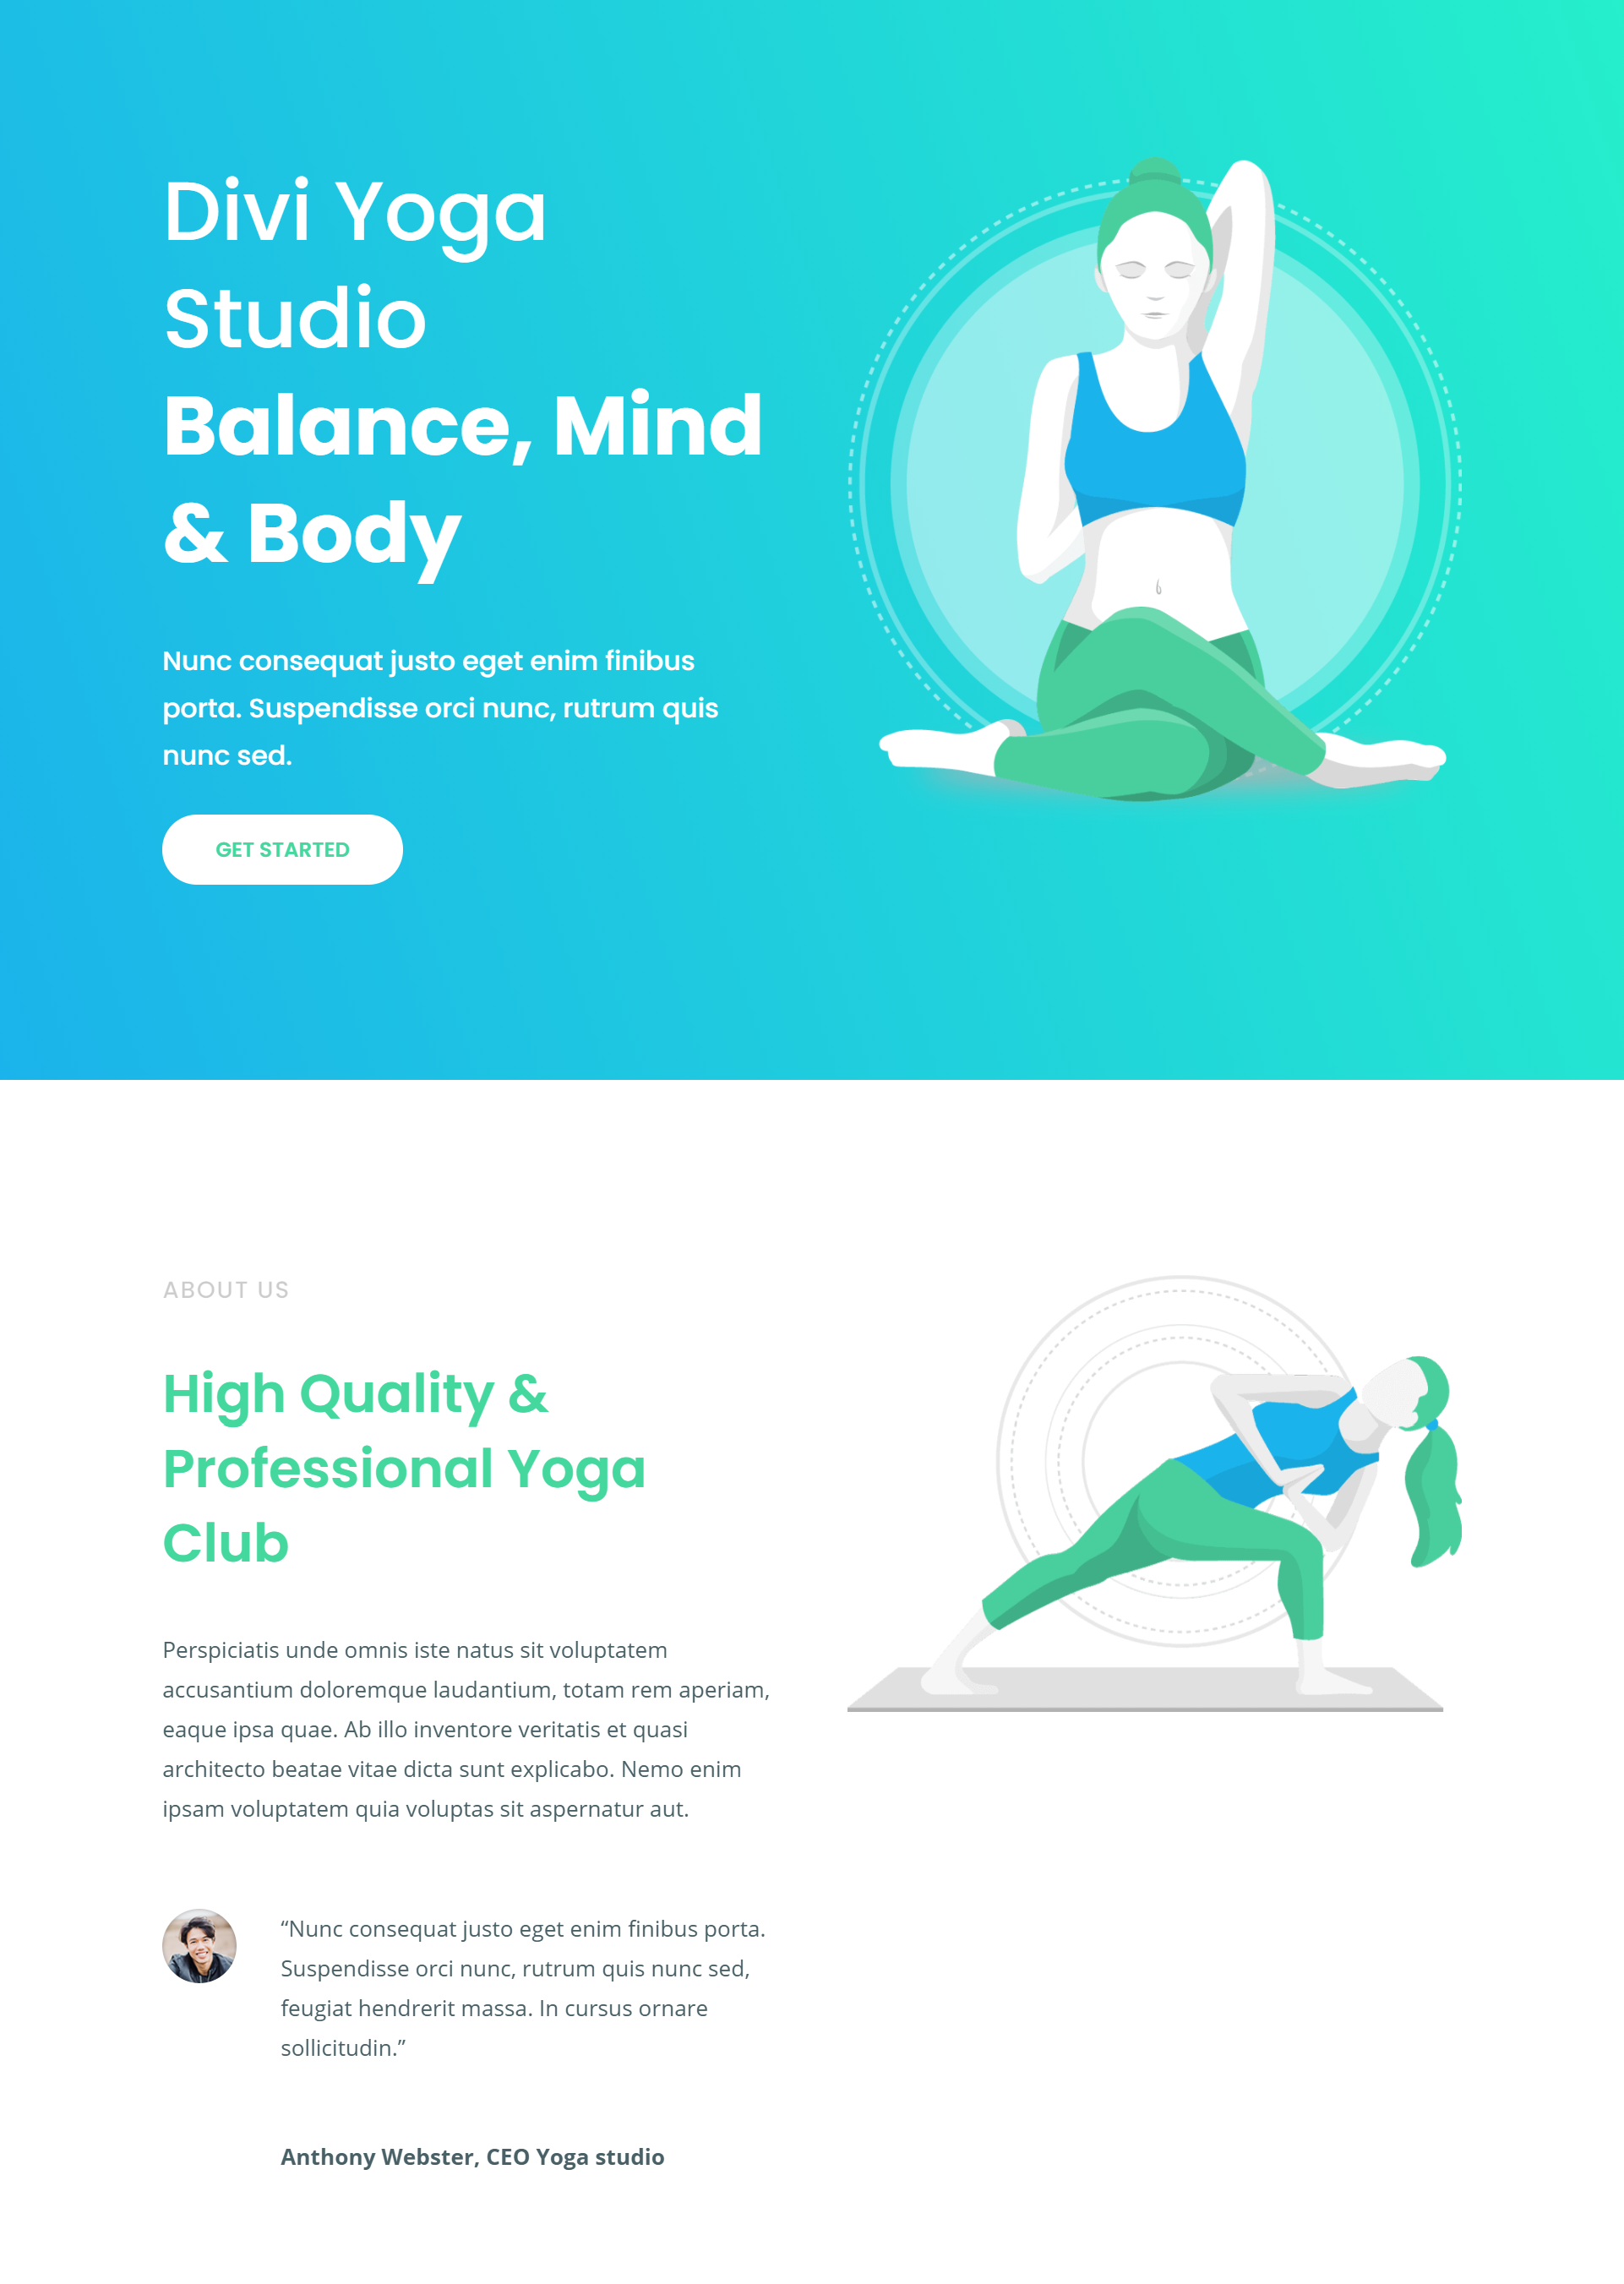 Divi Yoga
Studio
Balance, Mind
& Body
Nunc consequat justo eget enim finibus
porta. Suspendisse orci nunc, rutrum quis
nunc sed.
GET STARTED
ABOUT US
High Quality &
Professional Yoga
Club
Perspiciatis unde omnis iste natus sit voluptatem
accusantium doloremque laudantium, totam rem aperiam,
eaque ipsa quae. Ab illo inventore veritatis et quasi
architecto beatae vitae dicta sunt explicabo. Nemo enim
ipsam voluptatem quia voluptas sit aspernatur aut.
“Nunc consequat justo eget enim finibus porta.
Suspendisse orci nunc, rutrum quis nunc sed,
feugiat hendrerit massa. In cursus ornare
sollicitudin.”
Anthony Webster, CEO Yoga studio